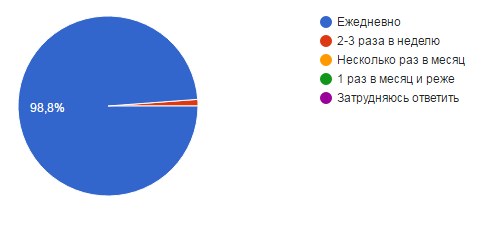 98,8%
Ежедневно
2-3 раза в неделю
Несколько раз в месяц
1 раз в месяц и реже
Затрудняюсь ответить